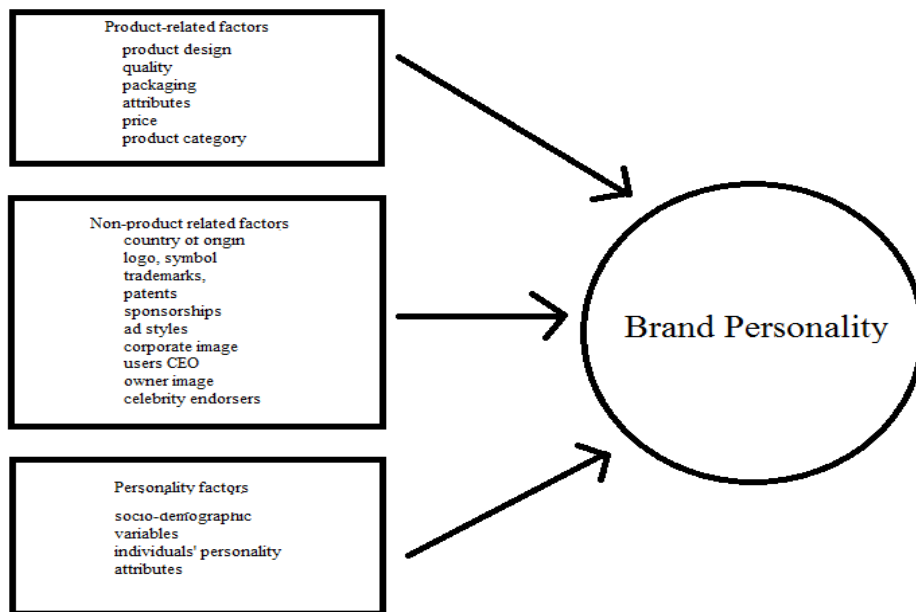 Product-related factors
product design
quality
packaging
attributes
price
product category
Non-product related factors
country of origin
logo, symbol
trademarks,
patents
sponsorships
ad styles
corporate image
users CEO
owner image
celebrity endorsers
Personality factors
socio-demographic
variables
individuals' personality
attributes
Brand Personality